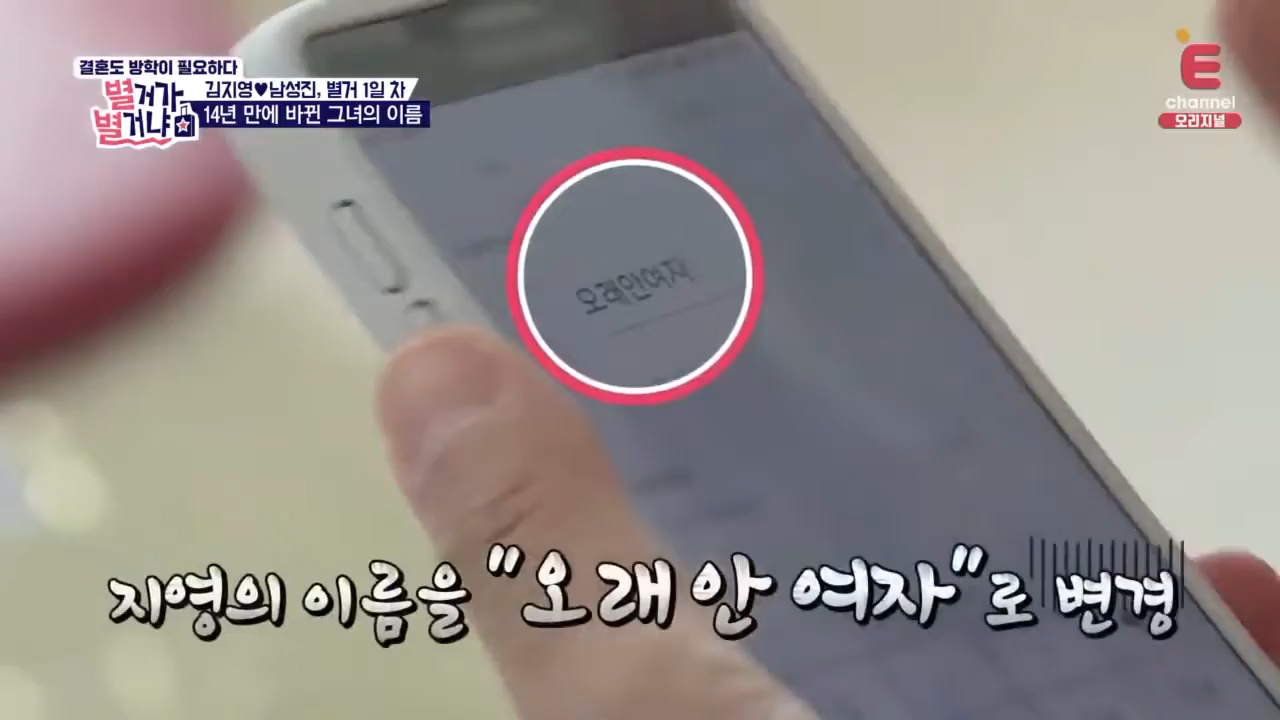 결혼도 방학이 필요하다
별거가 별거냐
김지영♥남성진, 별거 1일 차
14년 만에 바뀐 그녀의 이름
E
channel
오리지널
오래안여자
지영의 이름을 "오래 안 여자"로 변경